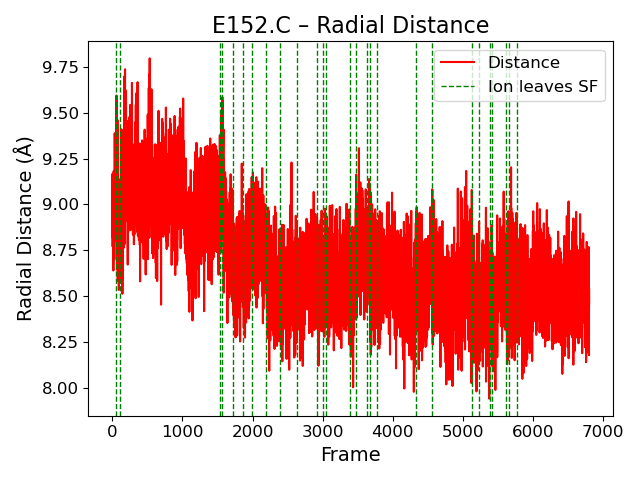 E152.C – Radial Distance
Distance
Ion leaves SF
Radial Distance (Å)
9.75
9.50
9.25
9.00
8.75
8.50
8.25
8.00
0 1000 2000 3000 4000 5000 6000 7000
Frame